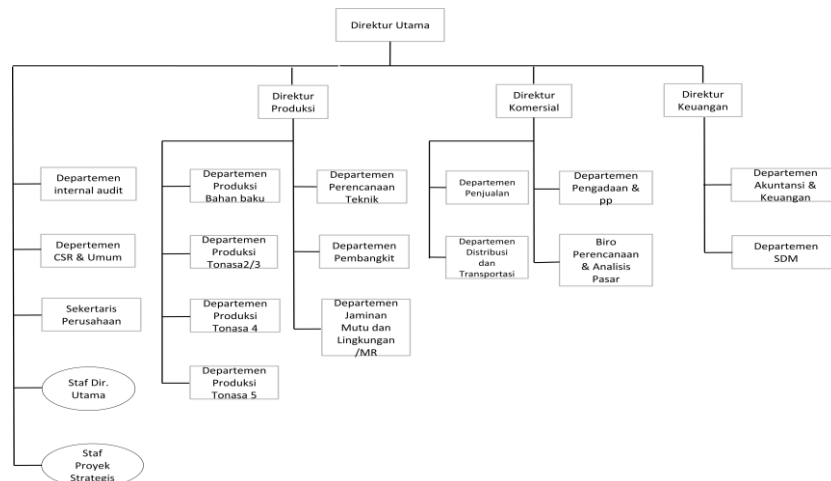 Direktur Utama
Direktur
Produksi
Direktur
Komersial
Direktur
Keuangan
Departemen
internal audit
Depertemen
CSR & Umum
Sekertaris
Perusahaan
Staf Dir.
Utama
Staf
Proyek
Strategis
Departemen
Produksi
Bahan baku
Departemen
Produksi
Tonasa2/3
Departemen
Produksi
Tonasa 4
Departemen
Produksi
Tonasa 5
Departemen
Perencanaan
Teknik
Departemen
Pembangkit
Departemen
Jaminan
Mutu dan
Lingkungan
/MR
Departemen
Penjualan
Departemen
Distribusi
dan
Transportasi
Departemen
Pengadaan &
pp
Biro
Perencanaan
& Analisis
Pasar
Departemen
Akuntansi &
Keuangan
Departemen
SDM